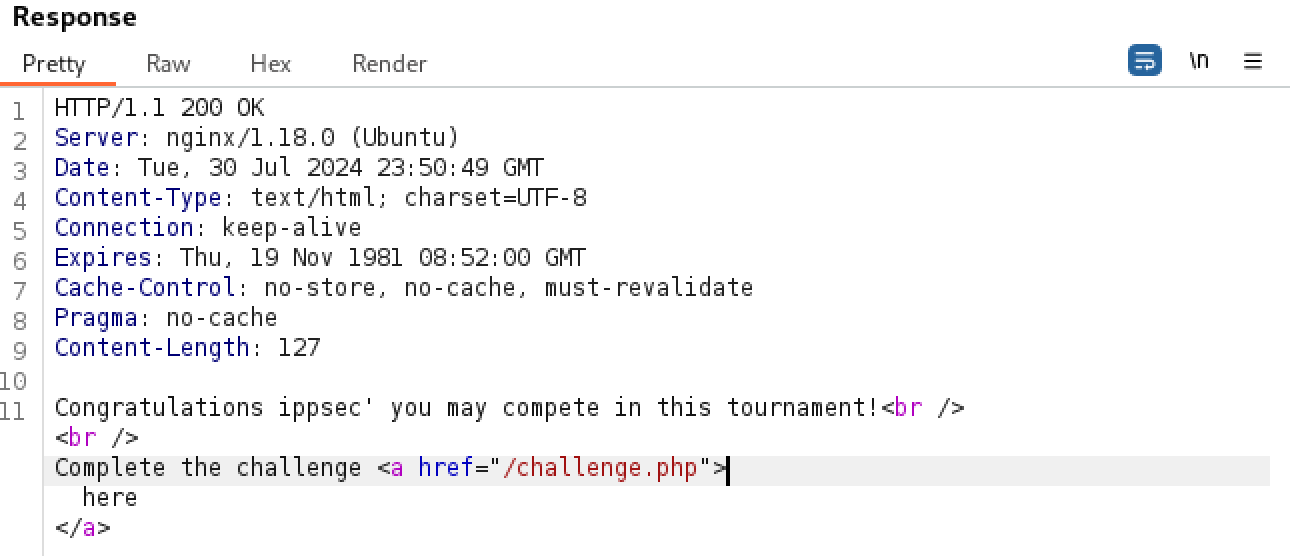 Response
Pretty Raw Hex Render \n
1 HTTP/1.1 200 OK
2 Server: nginx/1.18.0 (Ubuntu)
3 Date: Tue, 30 Jul 2024 23:50:49 GMT
4 Content-Type: text/html; charset=UTF-8
5 Connection: keep-alive
6 Expires: Thu, 19 Nov 1981 08:52:00 GMT
7 Cache-Control: no-store, no-cache, must-revalidate
8 Pragma: no-cache
9 Content-Length: 127
10
11 Congratulations ippsec' you may compete in this tournament!<br />
<br />
Complete the challenge <a href="/challenge.php">
here
</a>